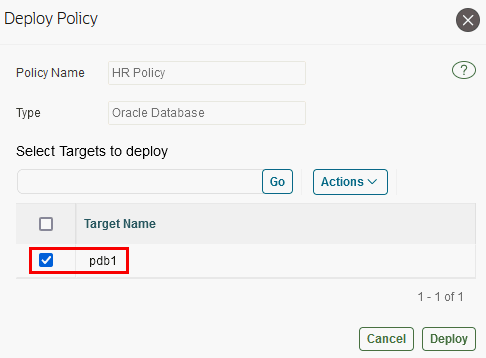 Deploy Policy
Policy Name HR Policy ?
Type Oracle Database
Select Targets to deploy
Go Actions
Target Name
pdb1
1 - 1 of 1
Cancel Deploy